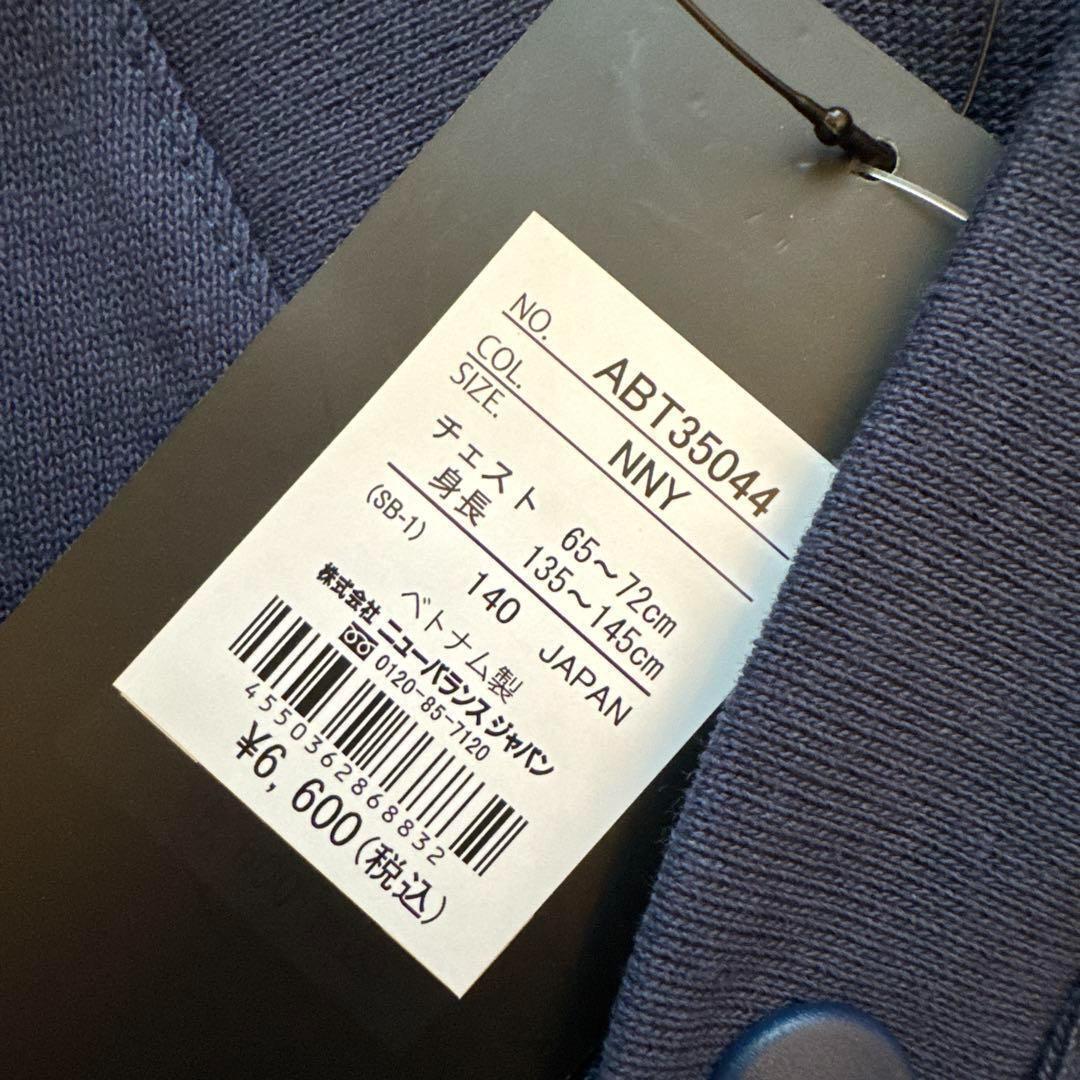 NO. ABT35044
COL. NNY
SIZE.
チェスト 65～72cm
身長 135～145cm
(SB-1) 140 JAPAN
ベトナム製
株式会社 ニューバランス ジャパン
0120-85-7120
4550362868832
¥6,600(税込)